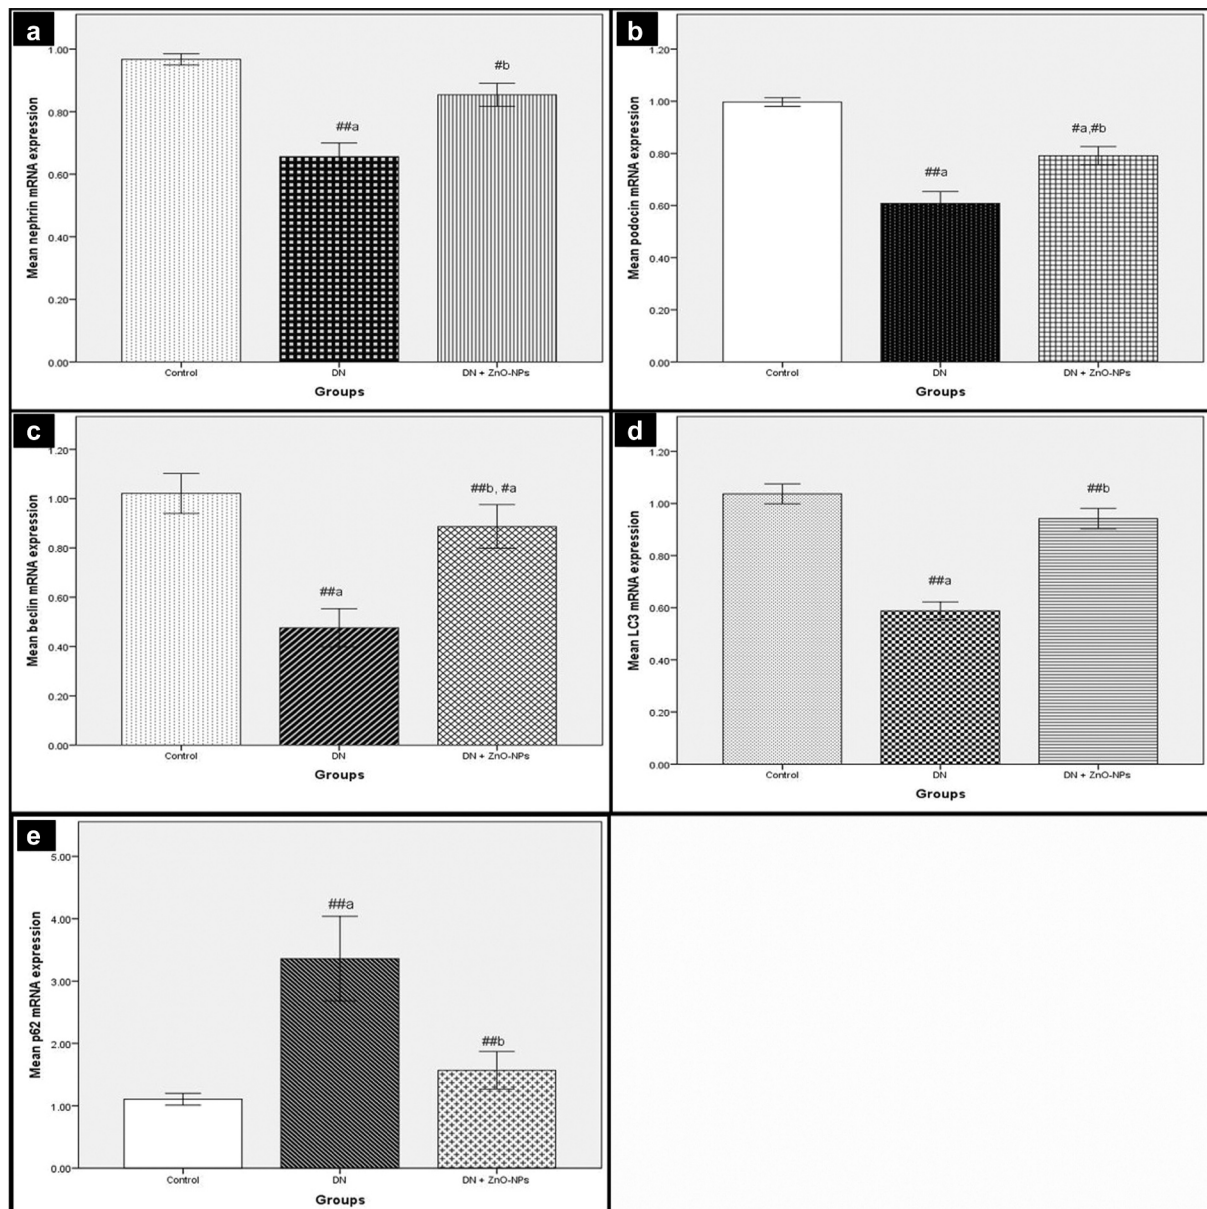 a
Mean nephrin mRNA expression
1.00
0.80
0.60
0.40
0.20
0.00
##a
#b
Control
DN
DN + ZnO-NPs
Groups
b
Mean podocin mRNA expression
1.20
1.00
0.80
0.60
0.40
0.20
0.00
##a
#a,#b
Control
DN
DN + ZnO-NPs
Groups
c
Mean beclin mRNA expression
1.20
1.00
0.80
0.60
0.40
0.20
0.00
##a
##b, #a
Control
DN
DN + ZnO-NPs
Groups
d
Mean LC3 mRNA expression
1.20
1.00
0.80
0.60
0.40
0.20
0.00
##a
##b
Control
DN
DN + ZnO-NPs
Groups
e
Mean p62 mRNA expression
5.00
4.00
3.00
2.00
1.00
0.00
##a
##b
Control
DN
DN + ZnO-NPs
Groups